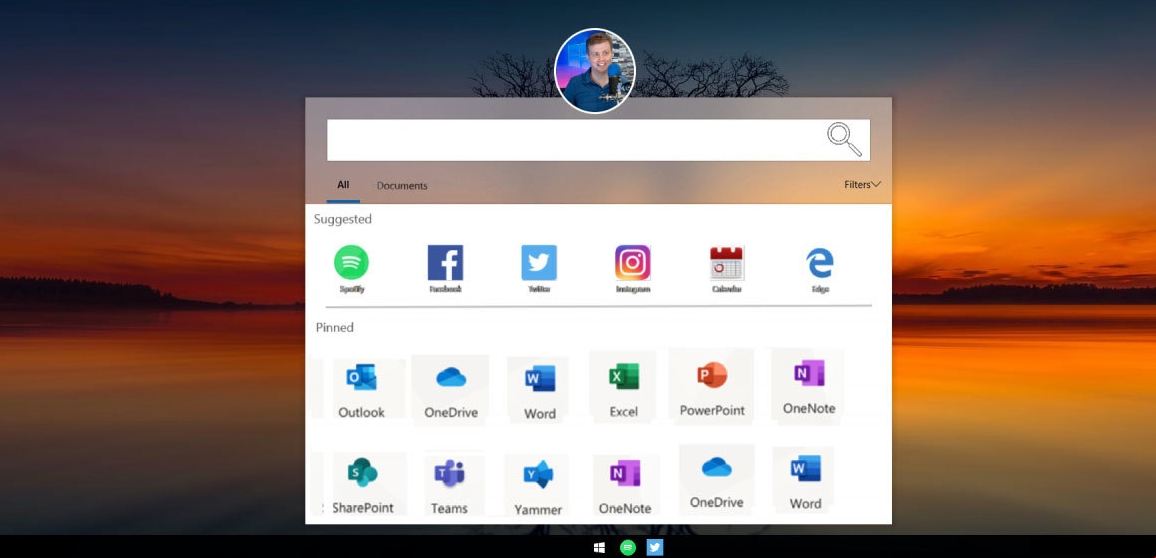 All Documents Filters
Suggested
Spotify Facebook Twitter Instagram Calendar Edge
Pinned
Outlook OneDrive Word Excel PowerPoint OneNote
SharePoint Teams Yammer OneNote OneDrive Word